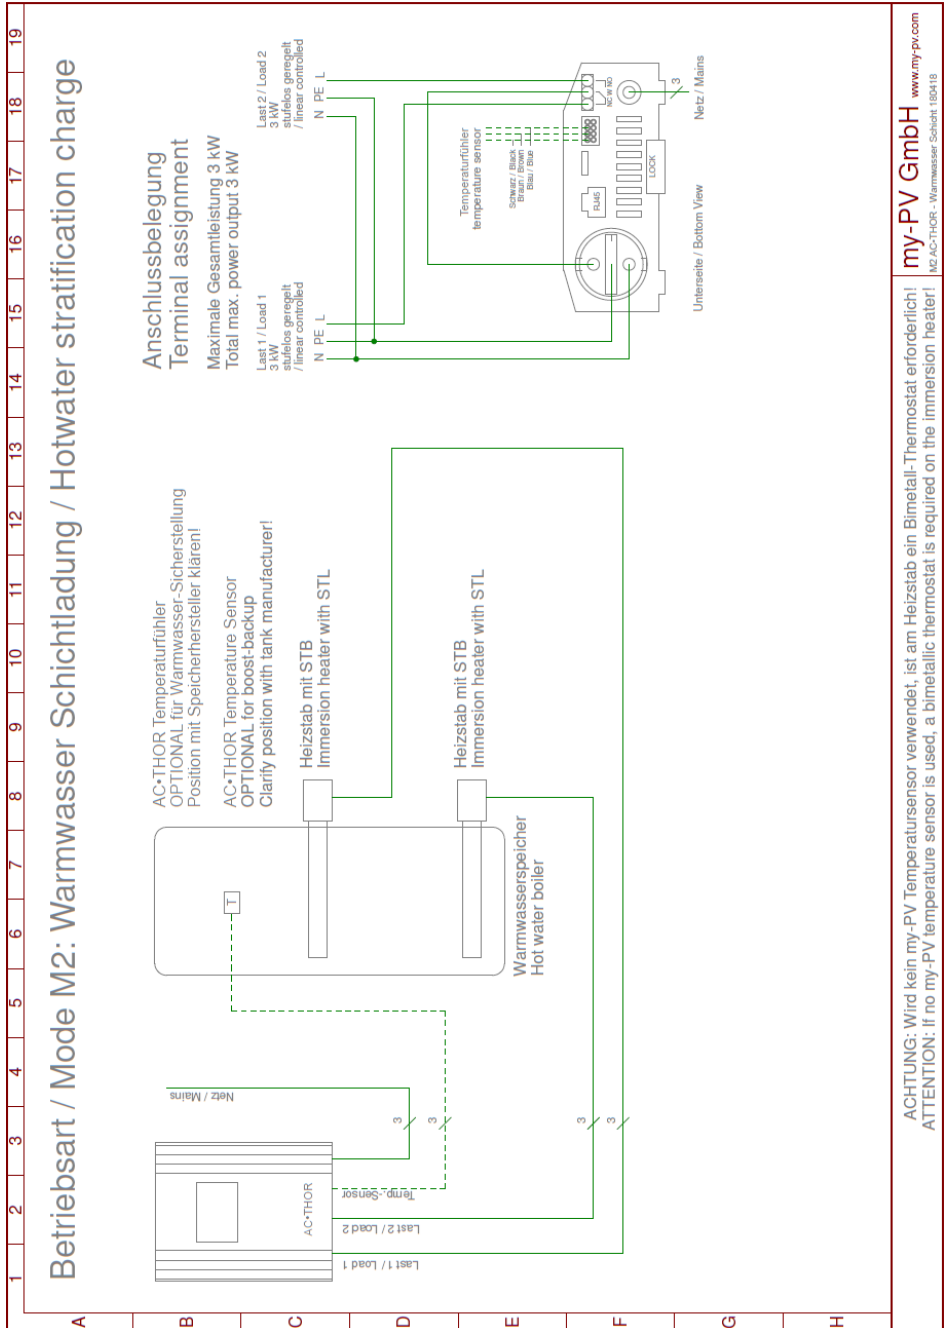 1 2 3 4 5 6 7 8 9 10 11 12 13 14 15 16 17 18 19
A
B
C
D
E
F
G
H
Betriebsart / Mode M2: Warmwasser Schichtladung / Hotwater stratification charge
AC•THOR
Last 1 / Load 1
Last 2 / Load 2
Temp.-Sensor
Netz / Mains
3
3
3
3
T
AC•THOR Temperaturfühler
OPTIONAL für Warmwasser-Sicherstellung
Position mit Speicherhersteller klären!
AC•THOR Temperature Sensor
OPTIONAL for boost-backup
Clarify position with tank manufacturer!
Heizstab mit STB
Immersion heater with STL
Heizstab mit STB
Immersion heater with STL
Warmwasserspeicher
Hot water boiler
Anschlussbelegung
Terminal assignment
Maximale Gesamtleistung 3 kW
Total max. power output 3 kW
Last 1 / Load 1
3 kW
stufelos geregelt
/ linear controlled
N PE L
Last 2 / Load 2
3 kW
stufelos geregelt
/ linear controlled
N PE L
Temperaturfühler
temperature sensor
Schwarz / Black
Braun / Brown
Blau / Blue
RJ45
LOCK
NC W NO
3
Unterseite / Bottom View
Netz / Mains
ACHTUNG: Wird kein my-PV Temperatursensor verwendet, ist am Heizstab ein Bimetall-Thermostat erforderlich!
ATTENTION: If no my-PV temperature sensor is used, a bimetallic thermostat is required on the immersion heater!
my-PV GmbH www.my-pv.com
M2 AC•THOR - Warmwasser Schicht 180418